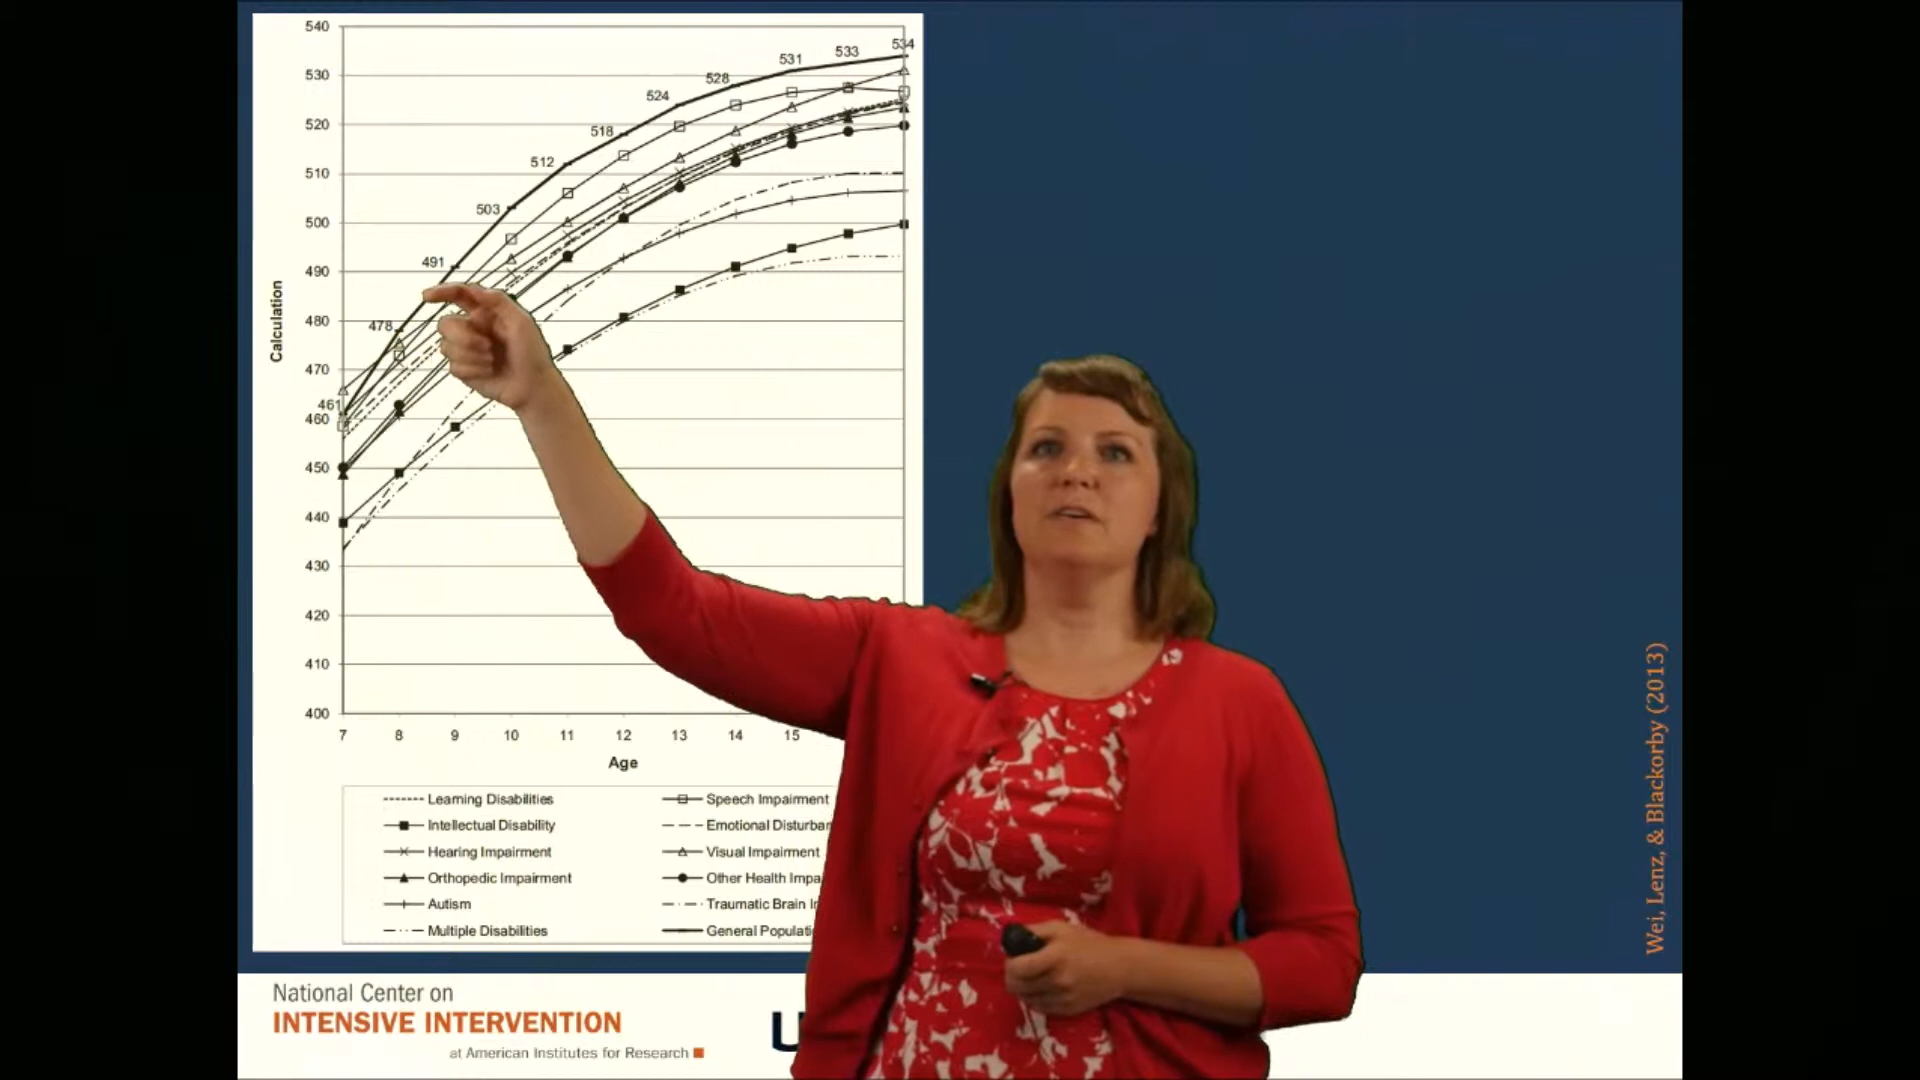 540
534
533
531
530
528
524
520
518
512
510
503
500
491
490
480
478
470
461
460
450
440
430
420
410
400
Calculation
7 8 9 10 11 12 13 14 15
Age
Learning Disabilities
Speech Impairment
Intellectual Disability
Emotional
Hearing Impairment
Visual Impairment
Orthopedic Impairment
Other Health
Autism
Traumatic Brain
Multiple Disabilities
General
Wei, Lenz, & Blackorby (2013)
National Center on
INTENSIVE INTERVENTION
at American Institutes for Research